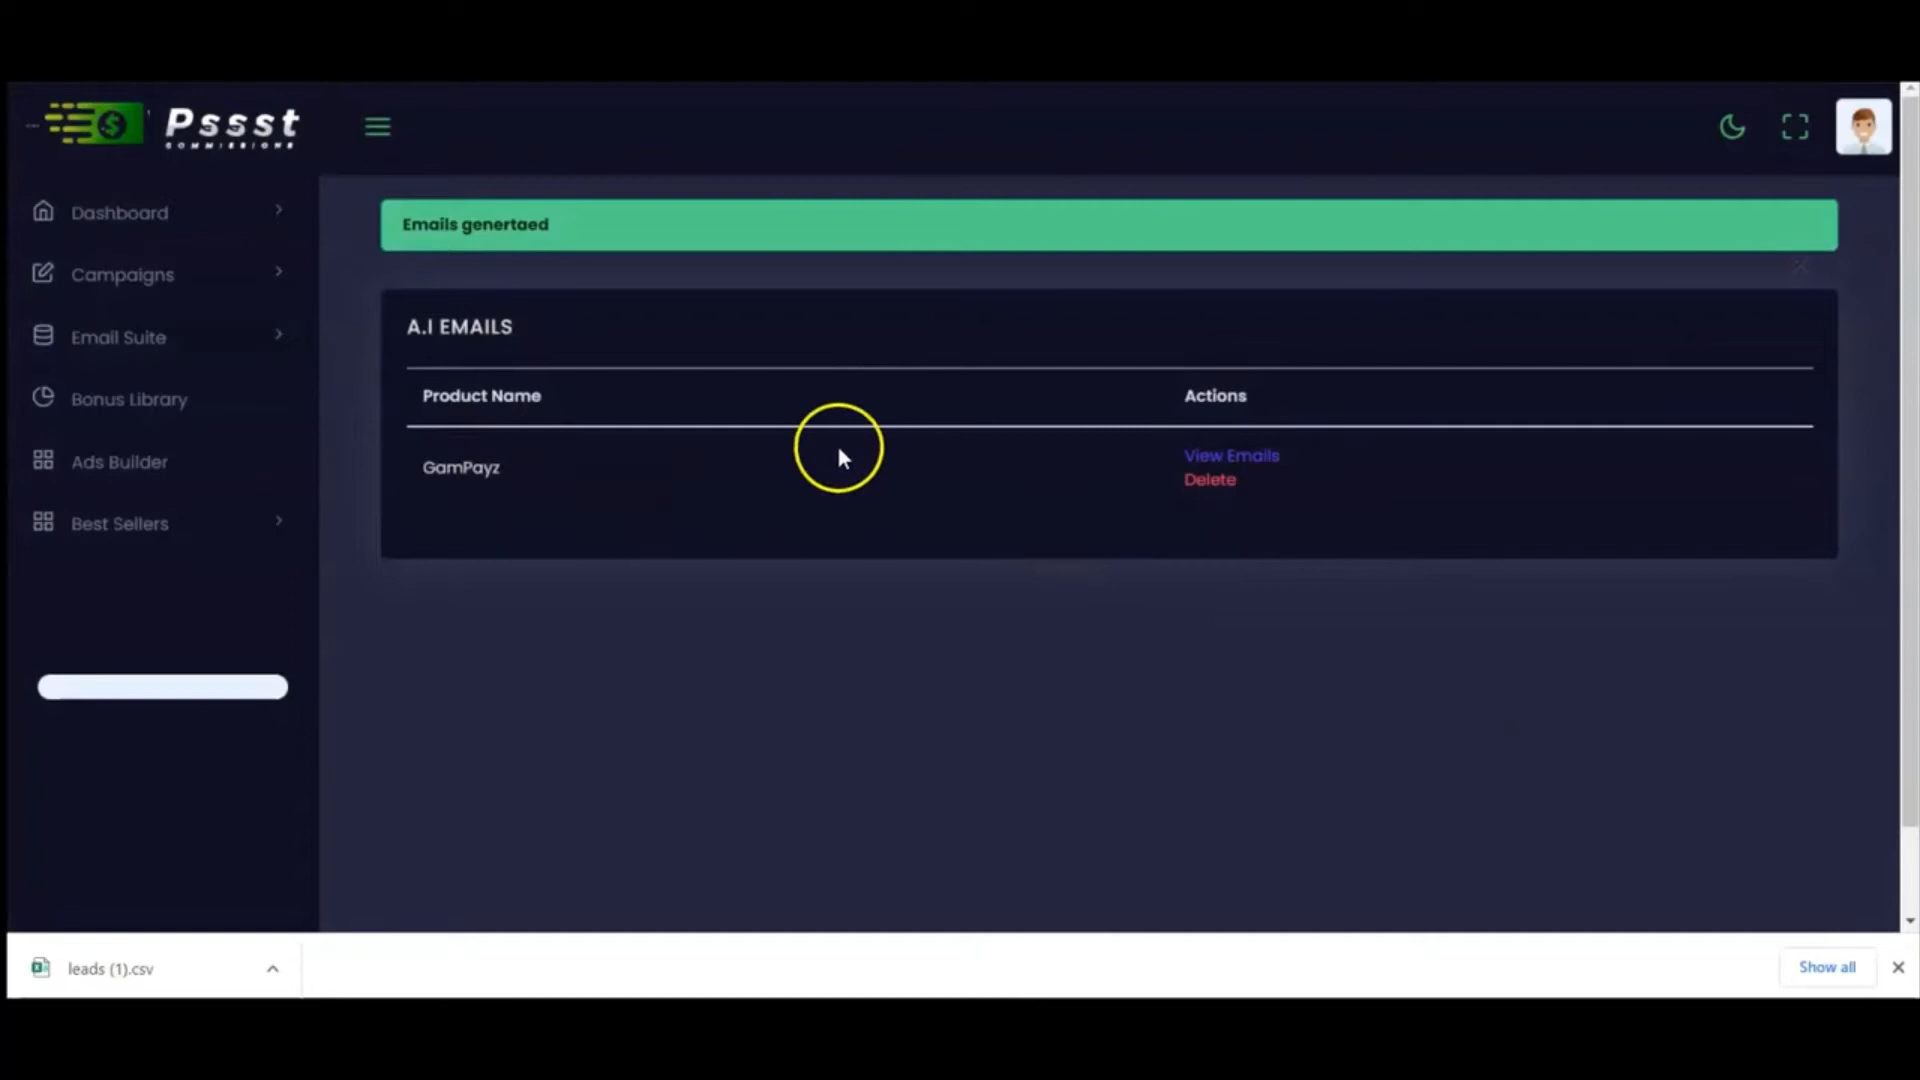 Pssst
COMMISSIONS
Dashboard
Campaigns
Email Suite
Bonus Library
Ads Builder
Best Sellers
Emails genertaed
A.I EMAILS
Product Name
Actions
GamPayz
View Emails
Delete
leads (1).csv
Show all